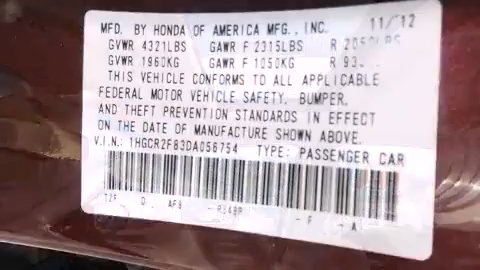 MFD. BY HONDA OF AMERICA MFG., INC. 11/12
GVWR 4321LBS GAWR F 2315LBS R
GVWR 1960KG GAWR F 1050KG R
THIS VEHICLE CONFORMS TO ALL APPLICABLE
FEDERAL MOTOR VEHICLE SAFETY, BUMPER,
AND THEFT PREVENTION STANDARDS IN EFFECT
ON THE DATE OF MANUFACTURE SHOWN ABOVE.
V.I.N.: 1HGCR2F83DA056754 TYPE: PASSENGER CAR
F A